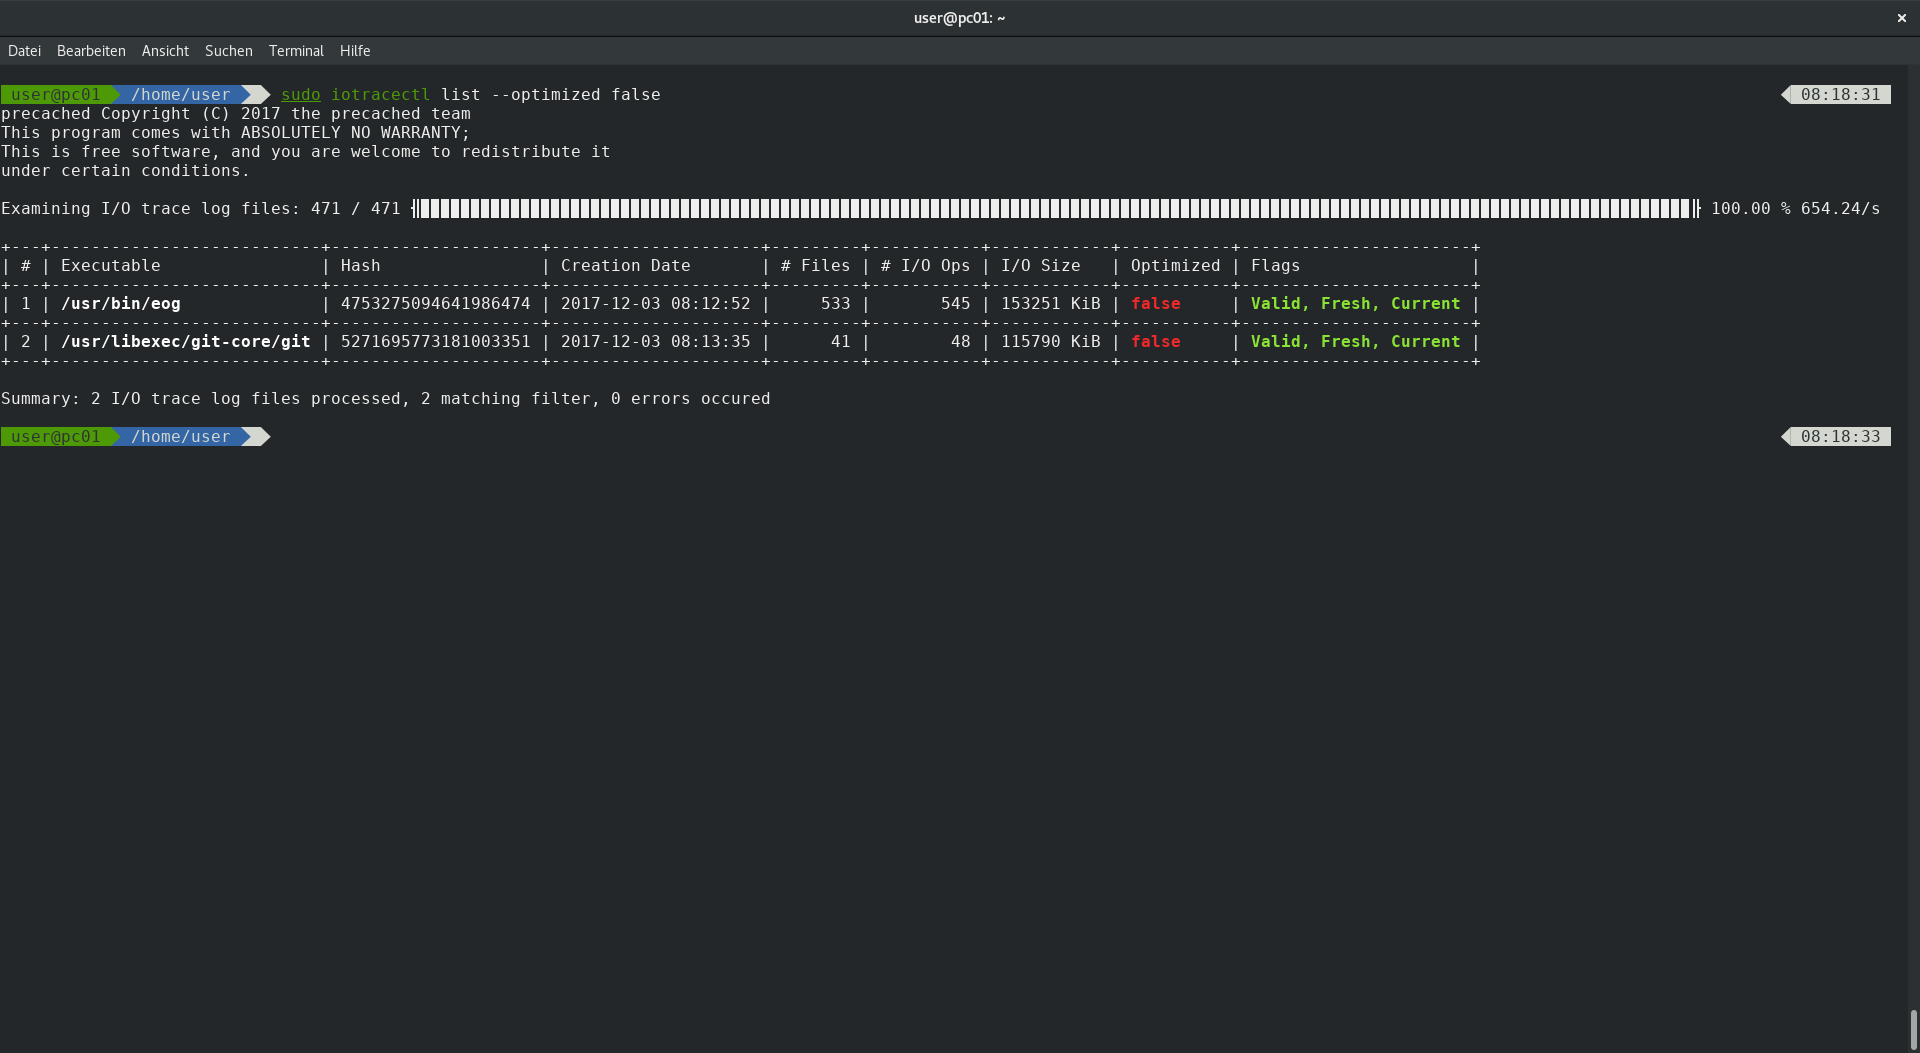 user@pc01: ~ ×
Datei Bearbeiten Ansicht Suchen Terminal Hilfe
user@pc01 /home/user sudo iotracectl list --optimized false 08:18:31
precached Copyright (C) 2017 the precached team
This program comes with ABSOLUTELY NO WARRANTY;
This is free software, and you are welcome to redistribute it
under certain conditions.
Examining I/O trace log files: 471 / 471 100.00 % 654.24/s
+---+---------------------------+---------------------+---------------------+---------+-----------+------------+-----------+-----------------------+
| # | Executable                | Hash                | Creation Date       | # Files | # I/O Ops | I/O Size   | Optimized | Flags                 |
+---+---------------------------+---------------------+---------------------+---------+-----------+------------+-----------+-----------------------+
| 1 | /usr/bin/eog              | 4753275094641986474 | 2017-12-03 08:12:52 |     533 |       545 | 153251 KiB | false     | Valid, Fresh, Current |
+---+---------------------------+---------------------+---------------------+---------+-----------+------------+-----------+-----------------------+
| 2 | /usr/libexec/git-core/git | 5271695773181003351 | 2017-12-03 08:13:35 |      41 |        48 | 115790 KiB | false     | Valid, Fresh, Current |
+---+---------------------------+---------------------+---------------------+---------+-----------+------------+-----------+-----------------------+
Summary: 2 I/O trace log files processed, 2 matching filter, 0 errors occured
user@pc01 /home/user 08:18:33